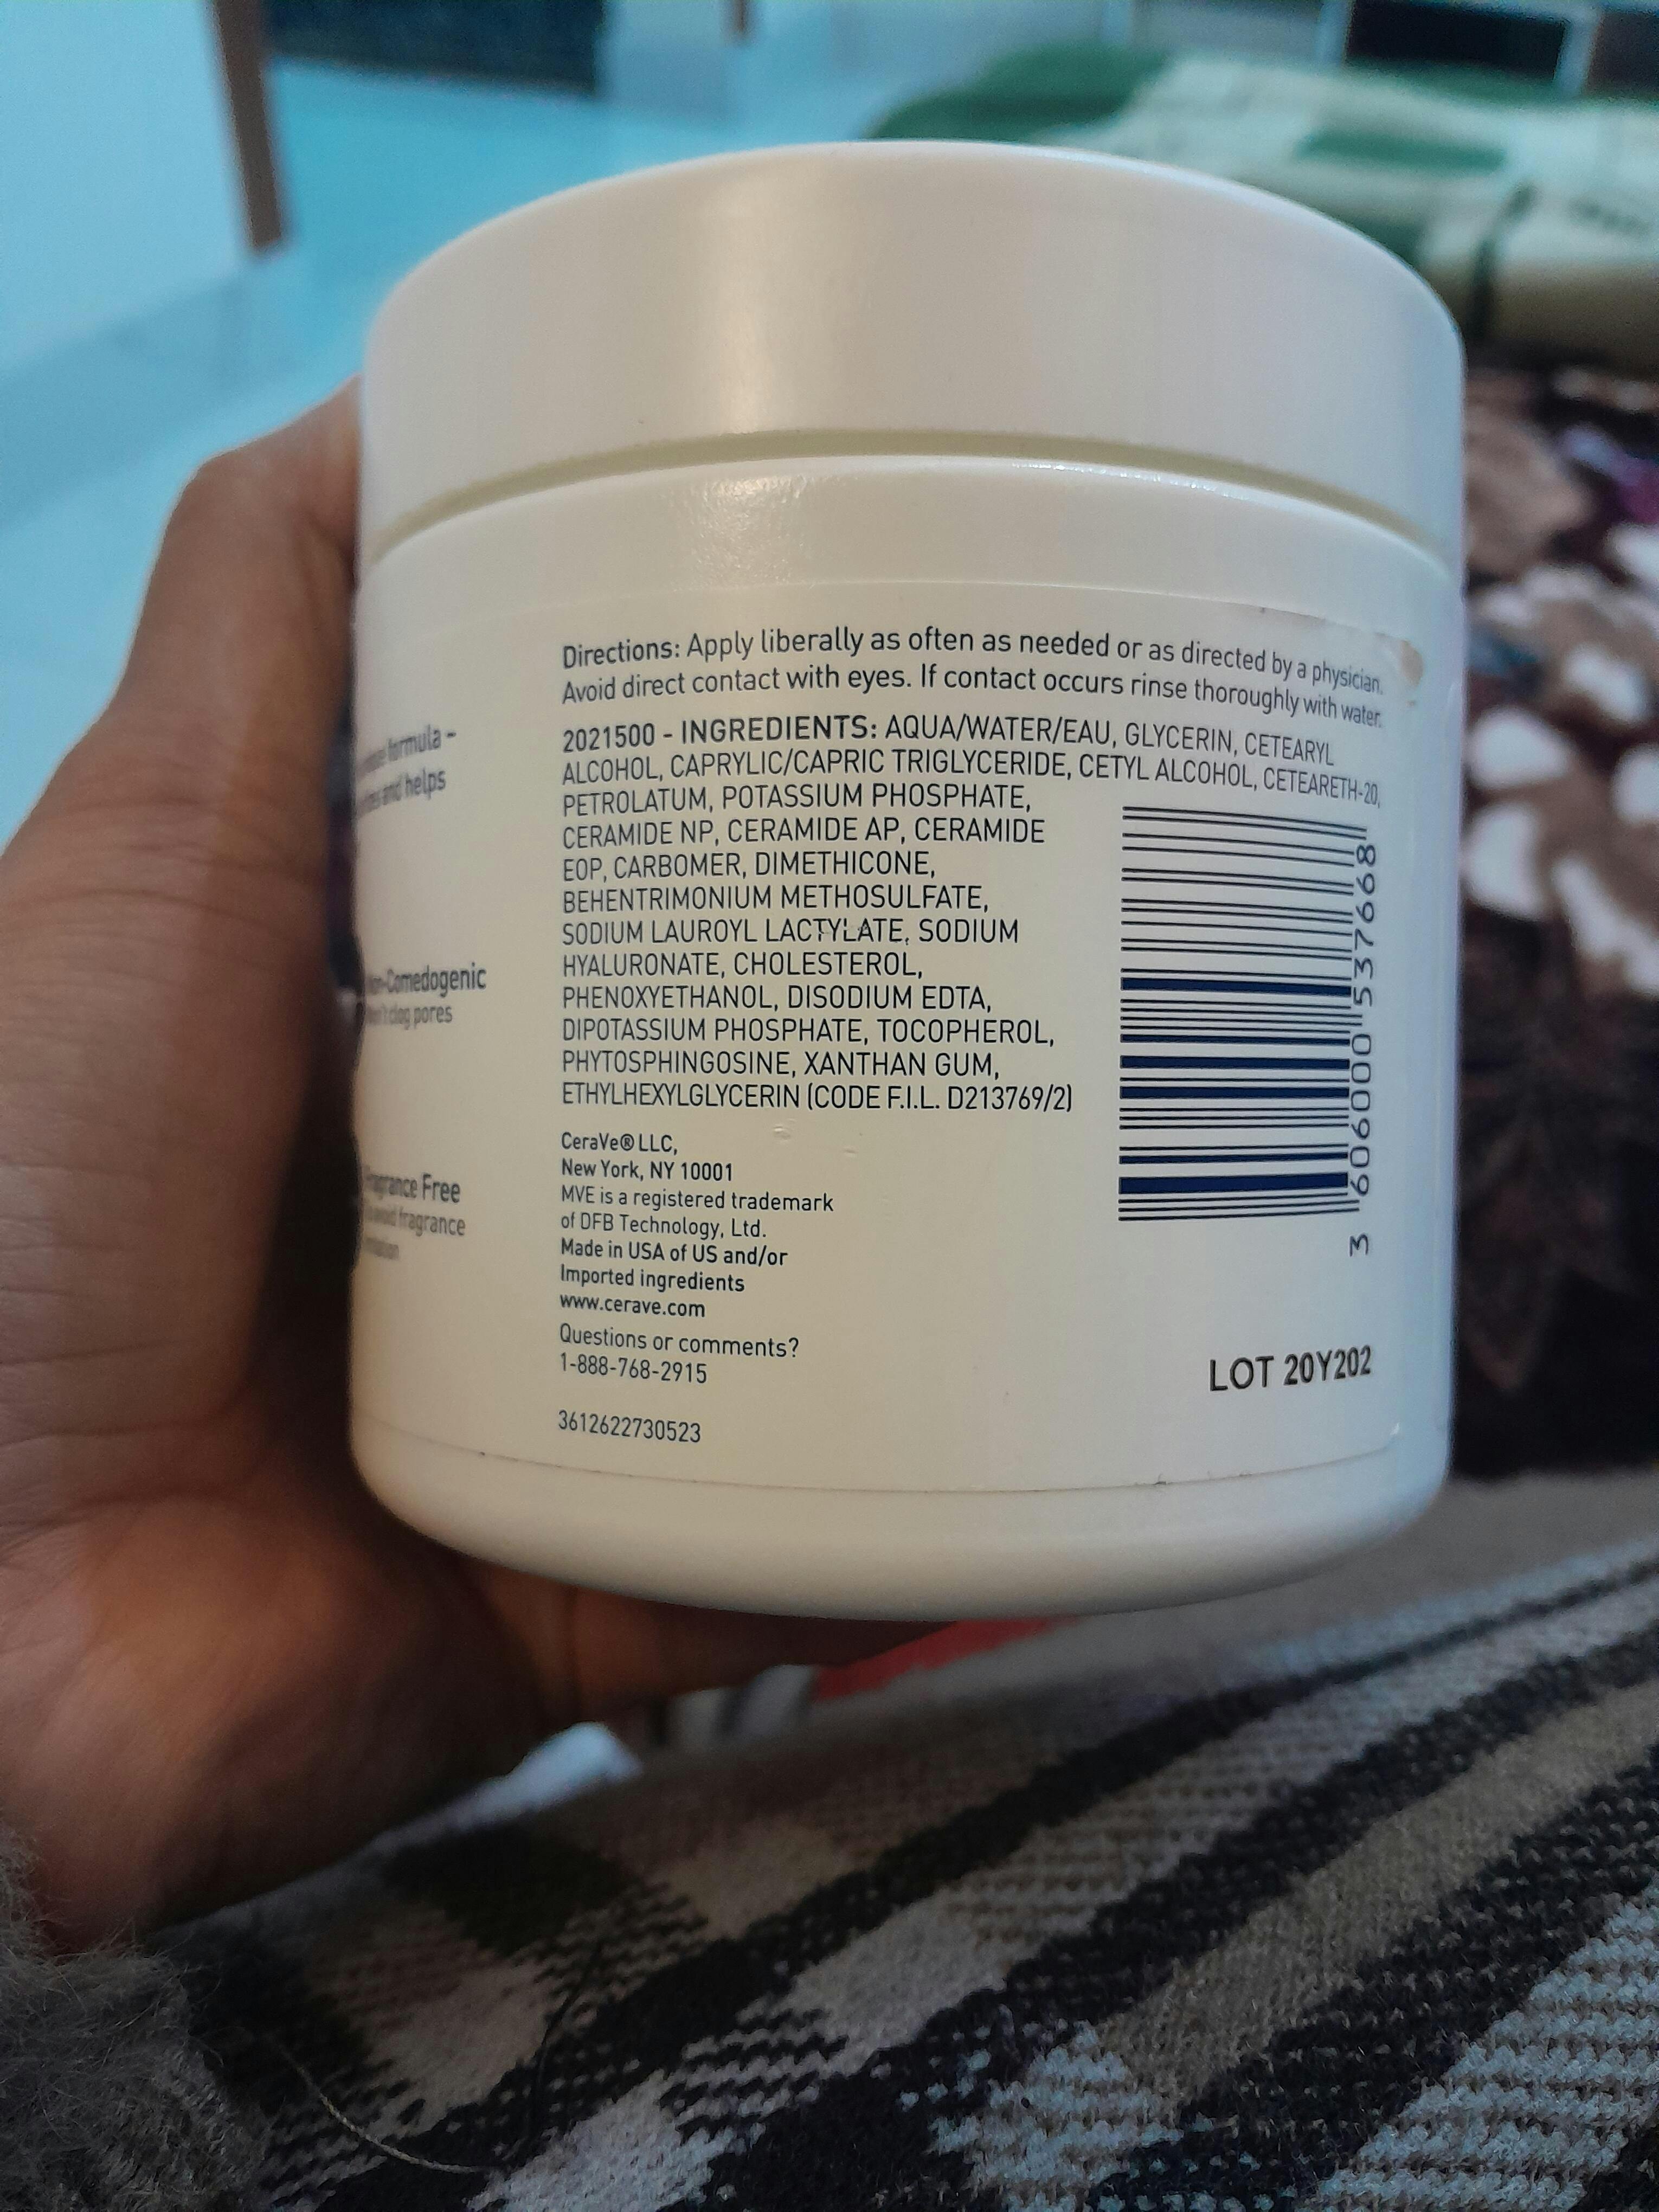 formula –
and helps
Comedogenic
clog pores
Free
fragrance
Directions: Apply liberally as often as needed or as directed by a physician.
Avoid direct contact with eyes. If contact occurs rinse thoroughly with water.
2021500 - INGREDIENTS: AQUA/WATER/EAU, GLYCERIN, CETEARYL
ALCOHOL, CAPRYLIC/CAPRIC TRIGLYCERIDE, CETYL ALCOHOL, CETEARETH-20,
PETROLATUM, POTASSIUM PHOSPHATE,
CERAMIDE NP, CERAMIDE AP, CERAMIDE
EOP, CARBOMER, DIMETHICONE,
BEHENTRIMONIUM METHOSULFATE,
SODIUM LAUROYL LACTYLATE, SODIUM
HYALURONATE, CHOLESTEROL,
PHENOXYETHANOL, DISODIUM EDTA,
DIPOTASSIUM PHOSPHATE, TOCOPHEROL,
PHYTOSPHINGOSINE, XANTHAN GUM,
ETHYLHEXYLGLYCERIN (CODE F.I.L. D213769/2)
CeraVe® LLC,
New York, NY 10001
MVE is a registered trademark
of DFB Technology, Ltd.
Made in USA of US and/or
Imported ingredients
www.cerave.com
Questions or comments?
1-888-768-2915
3612622730523
3 606000 537668
LOT 20Y202